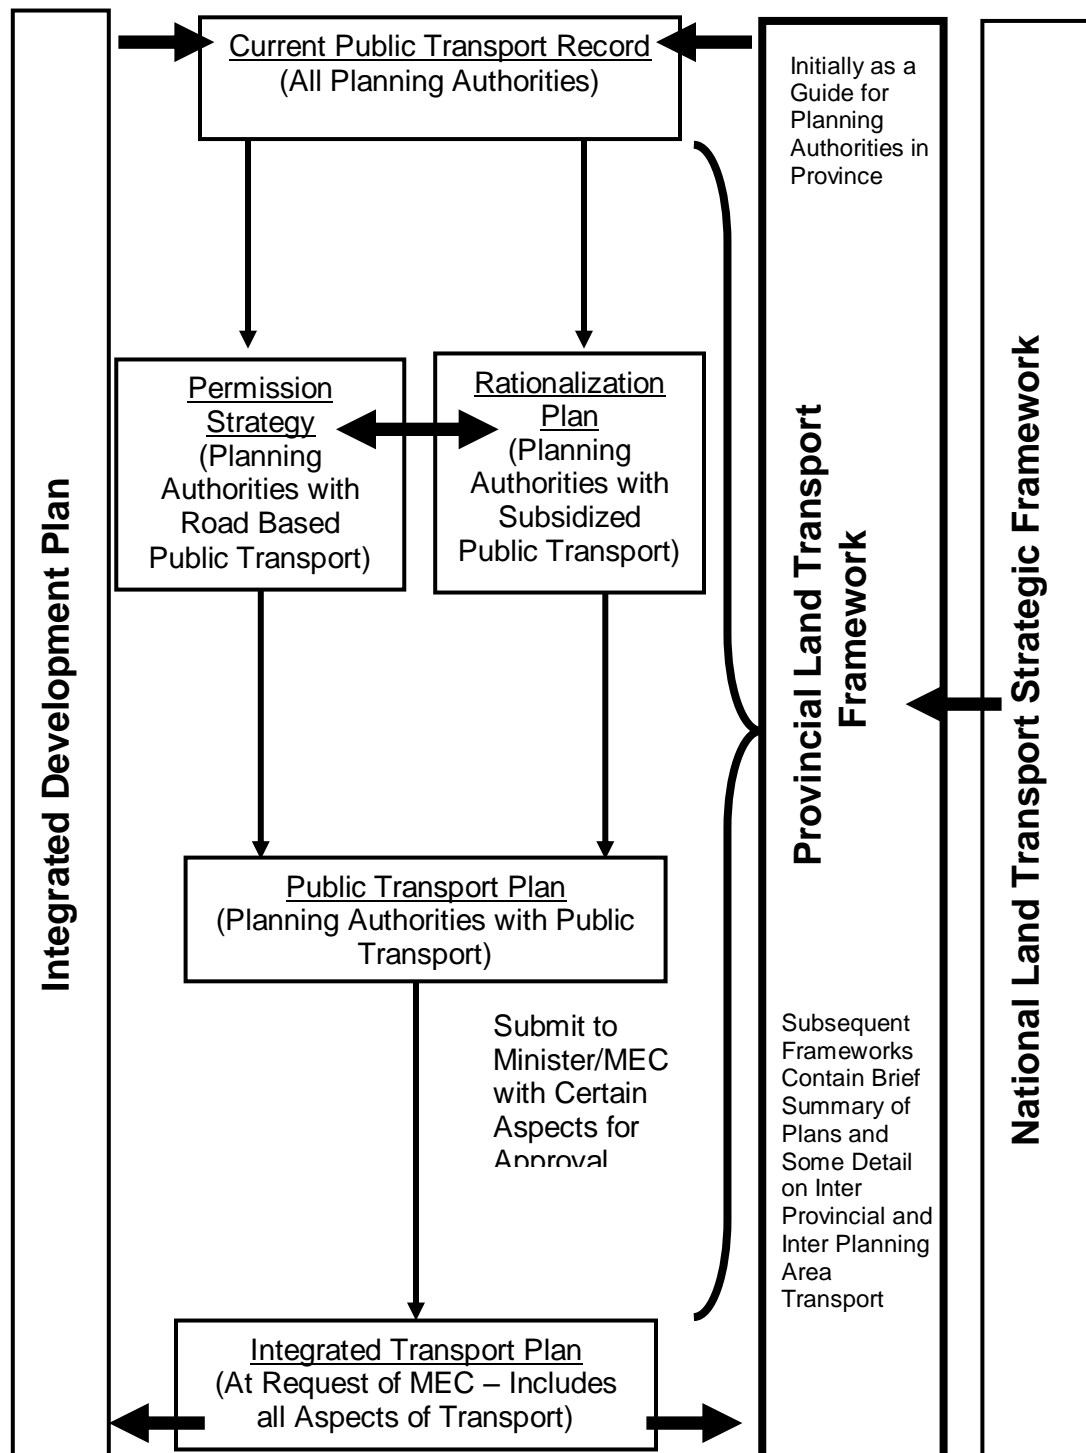 Current Public Transport Record
(All Planning Authorities)
Initially as a
Guide for
Planning
Authorities in
Province
Permission
Strategy
(Planning
Authorities with
Road Based
Public Transport)
Rationalization
Plan
(Planning
Authorities with
Subsidized
Public Transport)
Integrated Development Plan
Provincial Land Transport
Framework
National Land Transport Strategic Framework
Public Transport Plan
(Planning Authorities with Public
Transport)
Submit to
Minister/MEC
with Certain
Aspects for
Approval
Subsequent
Frameworks
Contain Brief
Summary of
Plans and
Some Detail
on Inter
Provincial and
Inter Planning
Area
Transport
Integrated Transport Plan
(At Request of MEC – Includes
all Aspects of Transport)